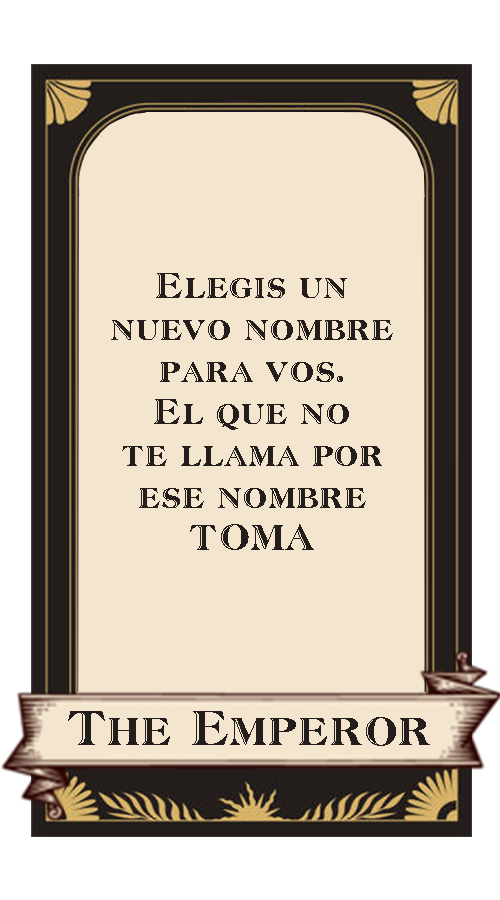 Elegis un
nuevo nombre
para vos.
El que no
te llama por
ese nombre
TOMA
The Emperor